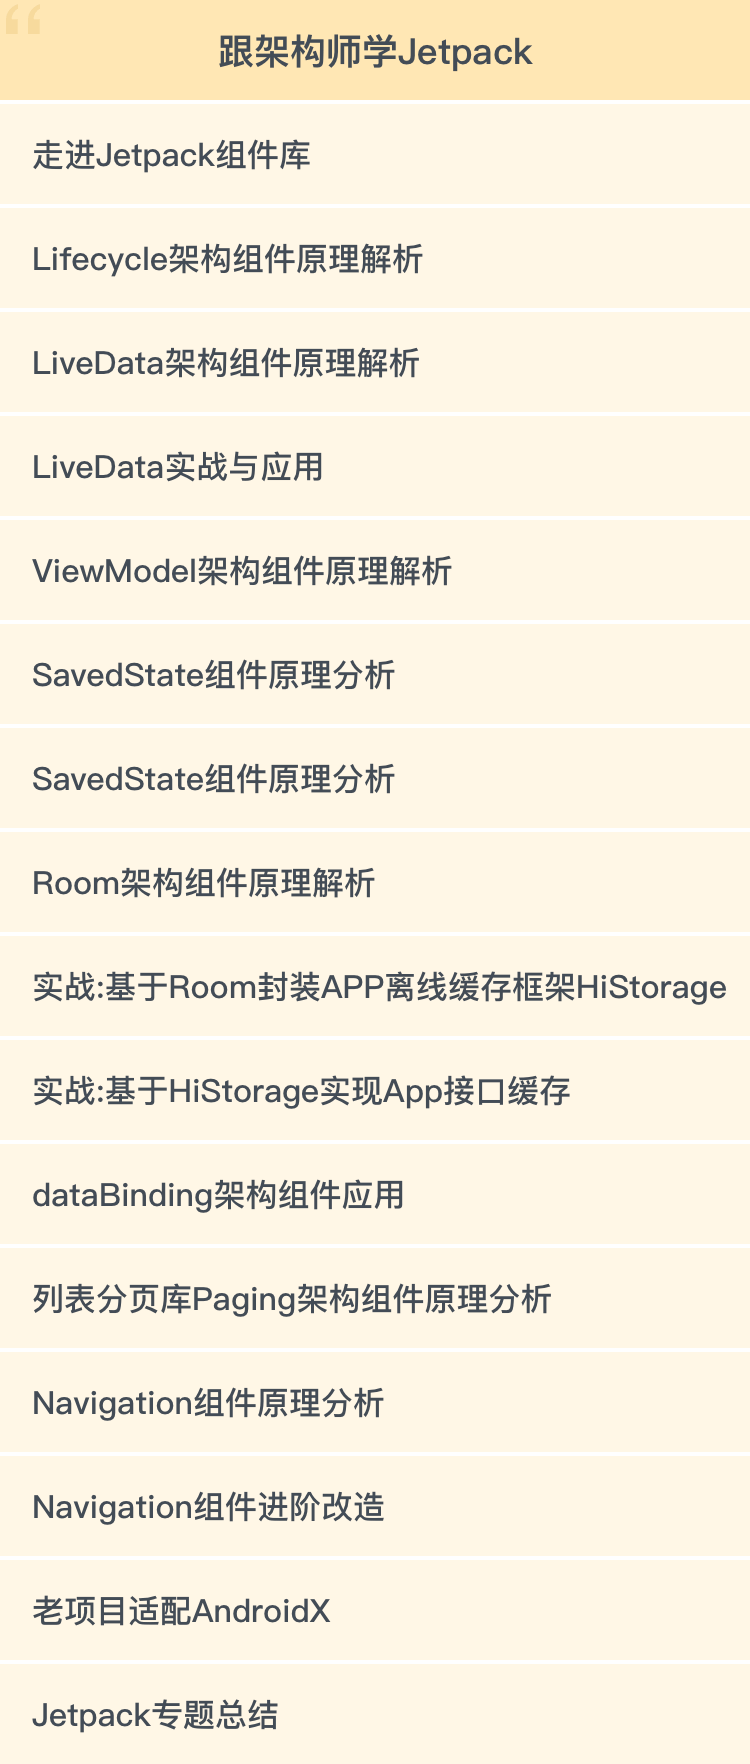 跟架构师学Jetpack
走进Jetpack组件库
Lifecycle架构组件原理解析
LiveData架构组件原理解析
LiveData实战与应用
ViewModel架构组件原理解析
SavedState组件原理分析
SavedState组件原理分析
Room架构组件原理解析
实战:基于Room封装APP离线缓存框架HiStorage
实战:基于HiStorage实现App接口缓存
dataBinding架构组件应用
列表分页库Paging架构组件原理分析
Navigation组件原理分析
Navigation组件进阶改造
老项目适配AndroidX
Jetpack专题总结